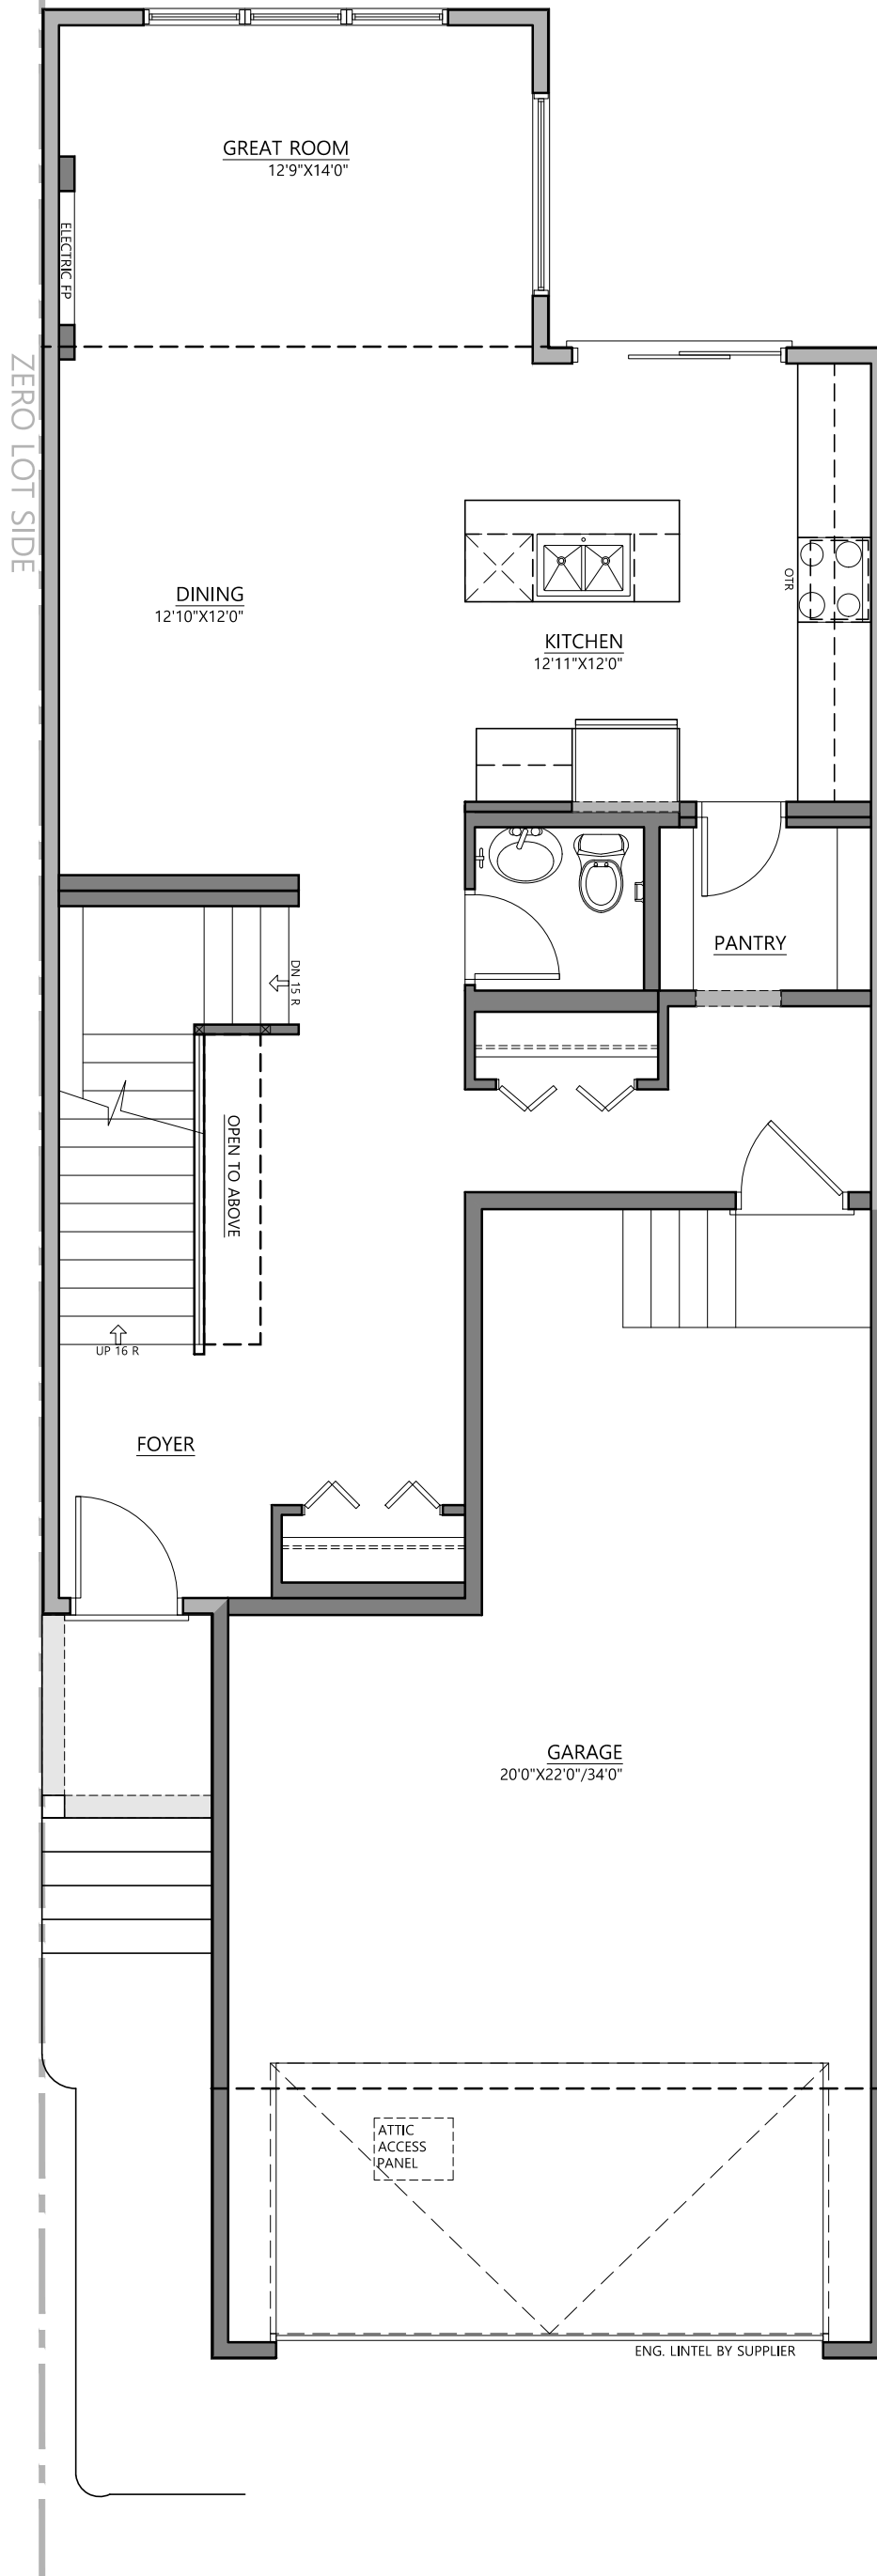 GREAT ROOM
12'9"X14'0"
ELECTRIC FP
ZERO LOT SIDE
DINING
12'10"X12'0"
OTR
KITCHEN
12'11"X12'0"
PANTRY
DN 15 R
OPEN TO ABOVE
UP 16 R
FOYER
GARAGE
20'0"X22'0"/34'0"
ATTIC
ACCESS
PANEL
ENG. LINTEL BY SUPPLIER